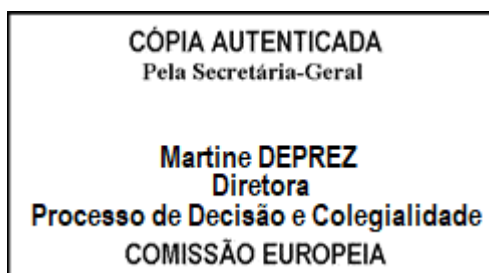 CÓPIA AUTENTICADA
Pela Secretária-Geral
Martine DEPREZ
Diretora
Processo de Decisão e Colegialidade
COMISSÃO EUROPEIA